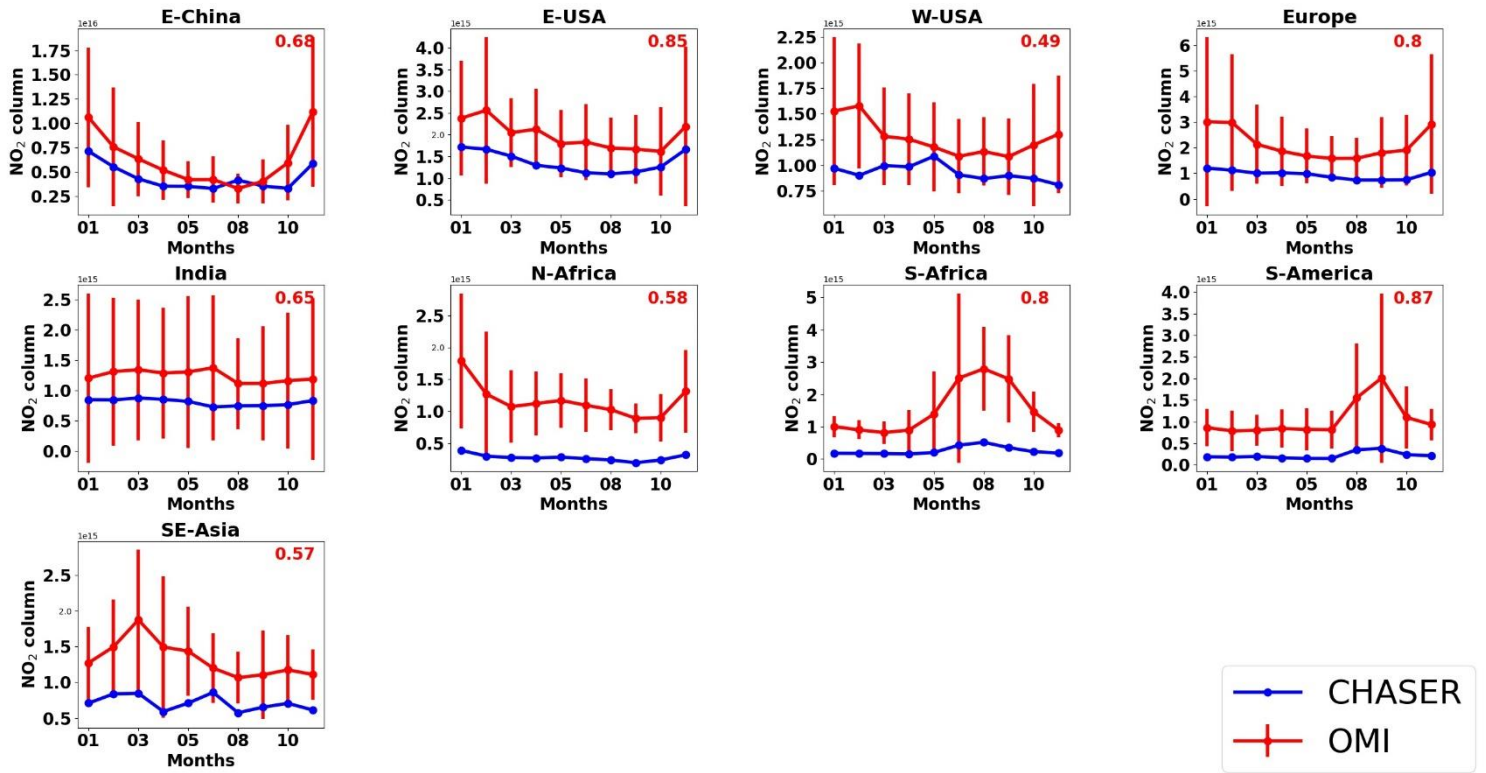 E-China
1e16
0.68
1.75
1.50
1.25
1.00
0.75
0.50
0.25
NO₂ column
01 03 05 08 10
Months
E-USA
1e15
0.85
4.0
3.5
3.0
2.5
2.0
1.5
1.0
0.5
NO₂ column
01 03 05 08 10
Months
W-USA
1e15
0.49
2.25
2.00
1.75
1.50
1.25
1.00
0.75
NO₂ column
01 03 05 08 10
Months
Europe
1e15
0.8
6
5
4
3
2
1
0
NO₂ column
01 03 05 08 10
Months
India
1e15
0.65
2.5
2.0
1.5
1.0
0.5
0.0
NO₂ column
01 03 05 08 10
Months
N-Africa
1e15
0.58
2.5
2.0
1.5
1.0
0.5
NO₂ column
01 03 05 08 10
Months
S-Africa
1e15
0.8
5
4
3
2
1
0
NO₂ column
01 03 05 08 10
Months
S-America
1e15
0.87
4.0
3.5
3.0
2.5
2.0
1.5
1.0
0.5
0.0
NO₂ column
01 03 05 08 10
Months
SE-Asia
1e15
0.57
2.5
2.0
1.5
1.0
0.5
NO₂ column
01 03 05 08 10
Months
CHASER
OMI